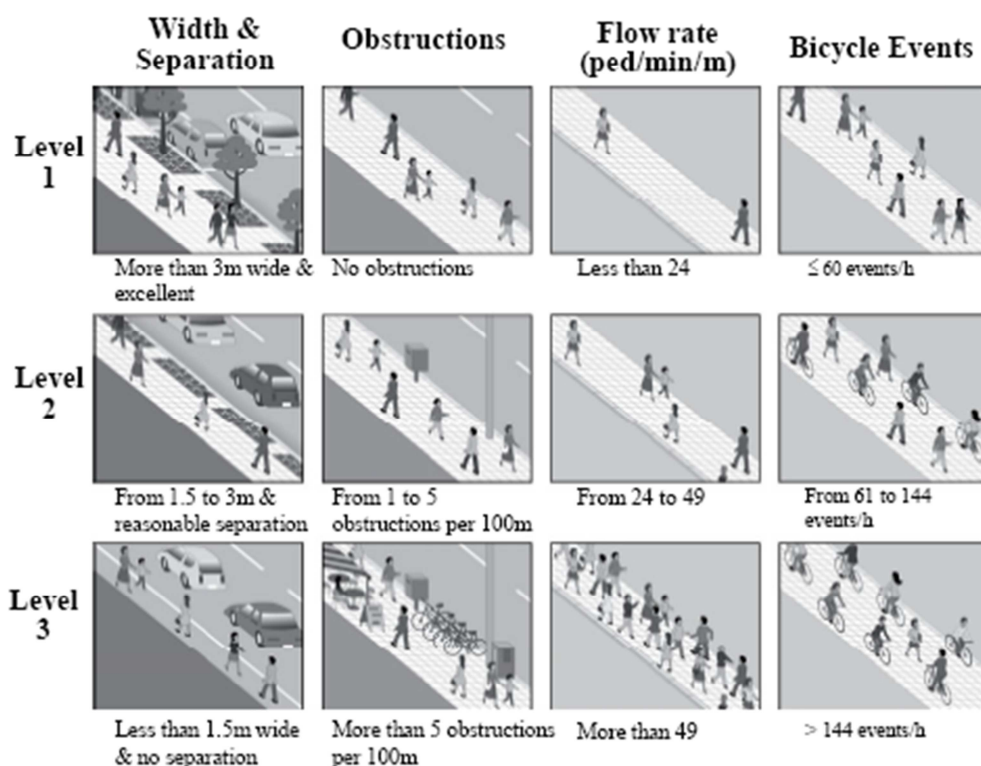 Width &
Separation
Obstructions
Flow rate
(ped/min/m)
Bicycle Events
Level
1
More than 3m wide &
excellent
No obstructions
Less than 24
≤ 60 events/h
Level
2
From 1.5 to 3m &
reasonable separation
From 1 to 5
obstructions per 100m
From 24 to 49
From 61 to 144
events/h
Level
3
Less than 1.5m wide
& no separation
More than 5 obstructions
per 100m
More than 49
> 144 events/h